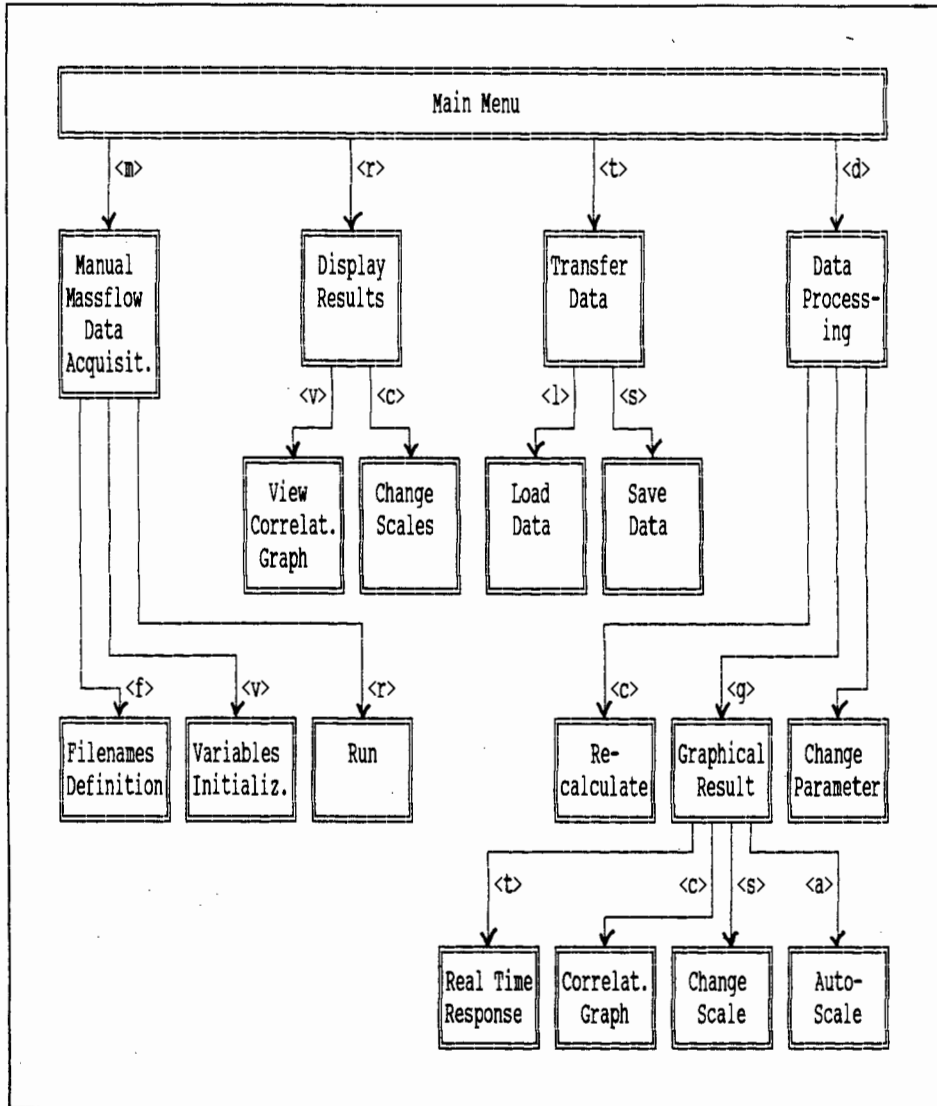 Main Menu
<m>
<r>
<t>
<d>
Manual
Massflow
Data
Acquisit.
Display
Results
Transfer
Data
Data
Process-
ing
<v>
<c>
<l>
<s>
View
Correlat.
Graph
Change
Scales
Load
Data
Save
Data
<f>
<v>
<r>
<c>
<g>
Filenames
Definition
Variables
Initializ.
Run
Re-
calculate
Graphical
Result
Change
Parameter
<t>
<c>
<s>
<a>
Real Time
Response
Correlat.
Graph
Change
Scale
Auto-
Scale